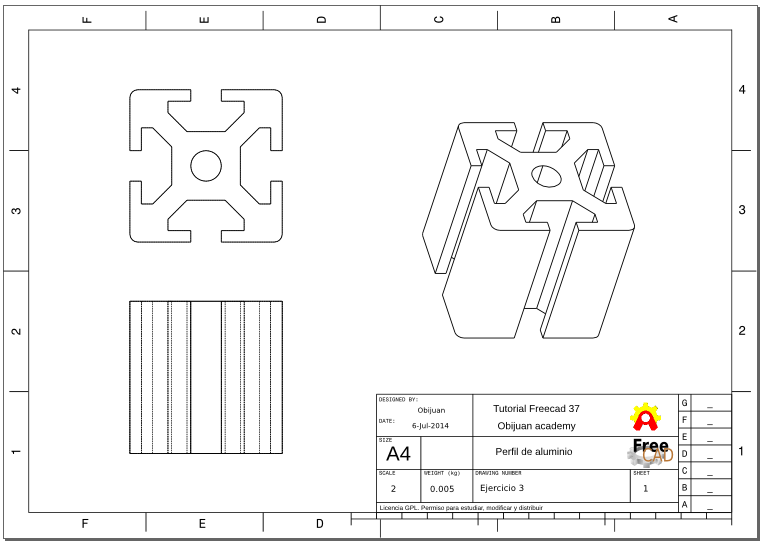 F E D C B A
4 4
3 3
2 2
1 1
DESIGNED BY:
Obijuan
DATE:
6-Jul-2014
Tutorial Freecad 37
Obijuan academy
SIZE
A4
Perfil de aluminio
Free
CAD
SCALE
2
WEIGHT (kg)
0.005
DRAWING NUMBER
Ejercicio 3
SHEET
1
G _
F _
E _
D _
C _
B _
A _
Licencia GPL. Permiso para estudiar, modificar y distribuir
F E D